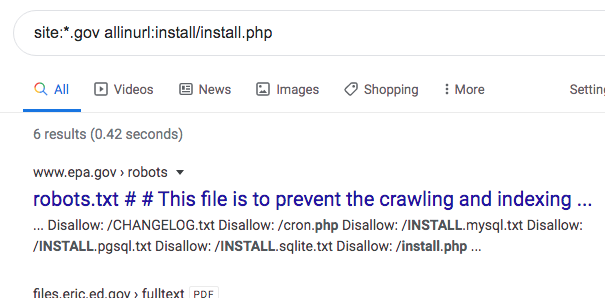 site:*.gov allinurl:install/install.php
All Videos News Images Shopping More Settin
6 results (0.42 seconds)
www.epa.gov › robots
robots.txt # # This file is to prevent the crawling and indexing ...
... Disallow: /CHANGELOG.txt Disallow: /cron.php Disallow: /INSTALL.mysql.txt Disallow:
/INSTALL.pgsql.txt Disallow: /INSTALL.sqlite.txt Disallow: /install.php ...
files.eric.ed.gov › fulltext PDF